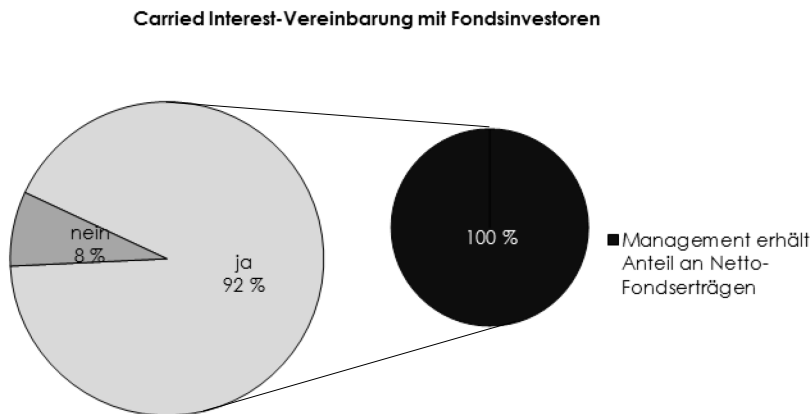 Carried Interest-Vereinbarung mit Fondsinvestoren
nein
8 %
ja
92 %
100 %
Management erhält
Anteil an Netto-
Fondserträgen